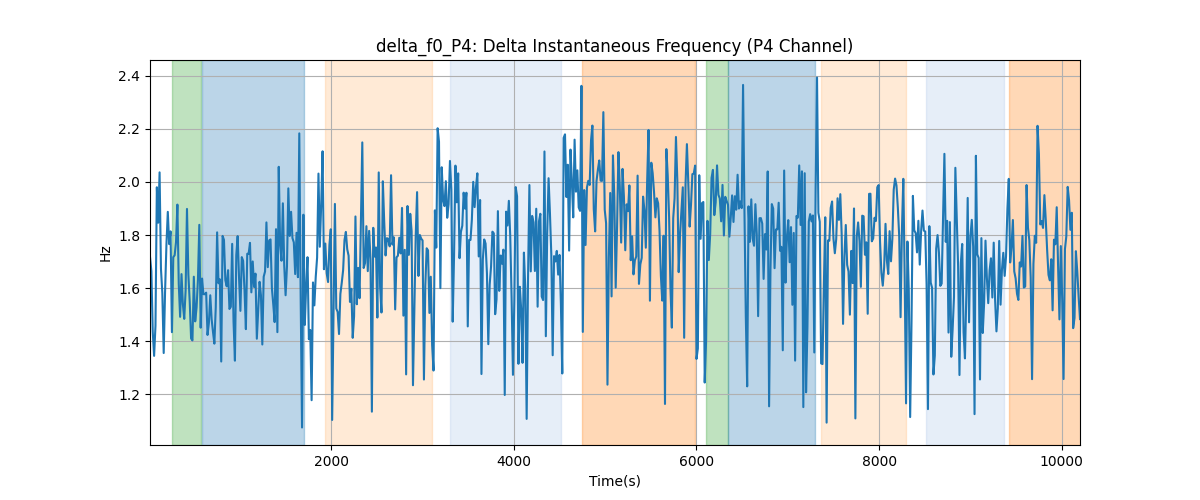 delta_f0_P4: Delta Instantaneous Frequency (P4 Channel)
2.4
2.2
2.0
1.8
1.6
1.4
1.2
Hz
2000 4000 6000 8000 10000
Time(s)